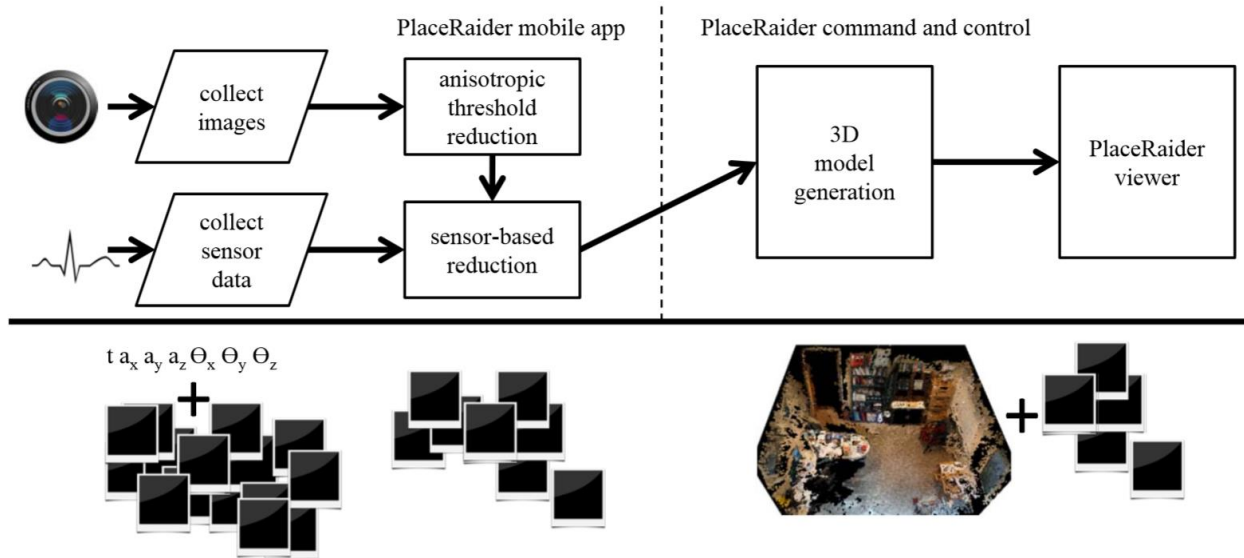 PlaceRaider mobile app
PlaceRaider command and control
collect
images
anisotropic
threshold
reduction
collect
sensor
data
sensor-based
reduction
3D
model
generation
PlaceRaider
viewer
t aₓ a_y a_z ϴₓ ϴ_y ϴ_z
+
+